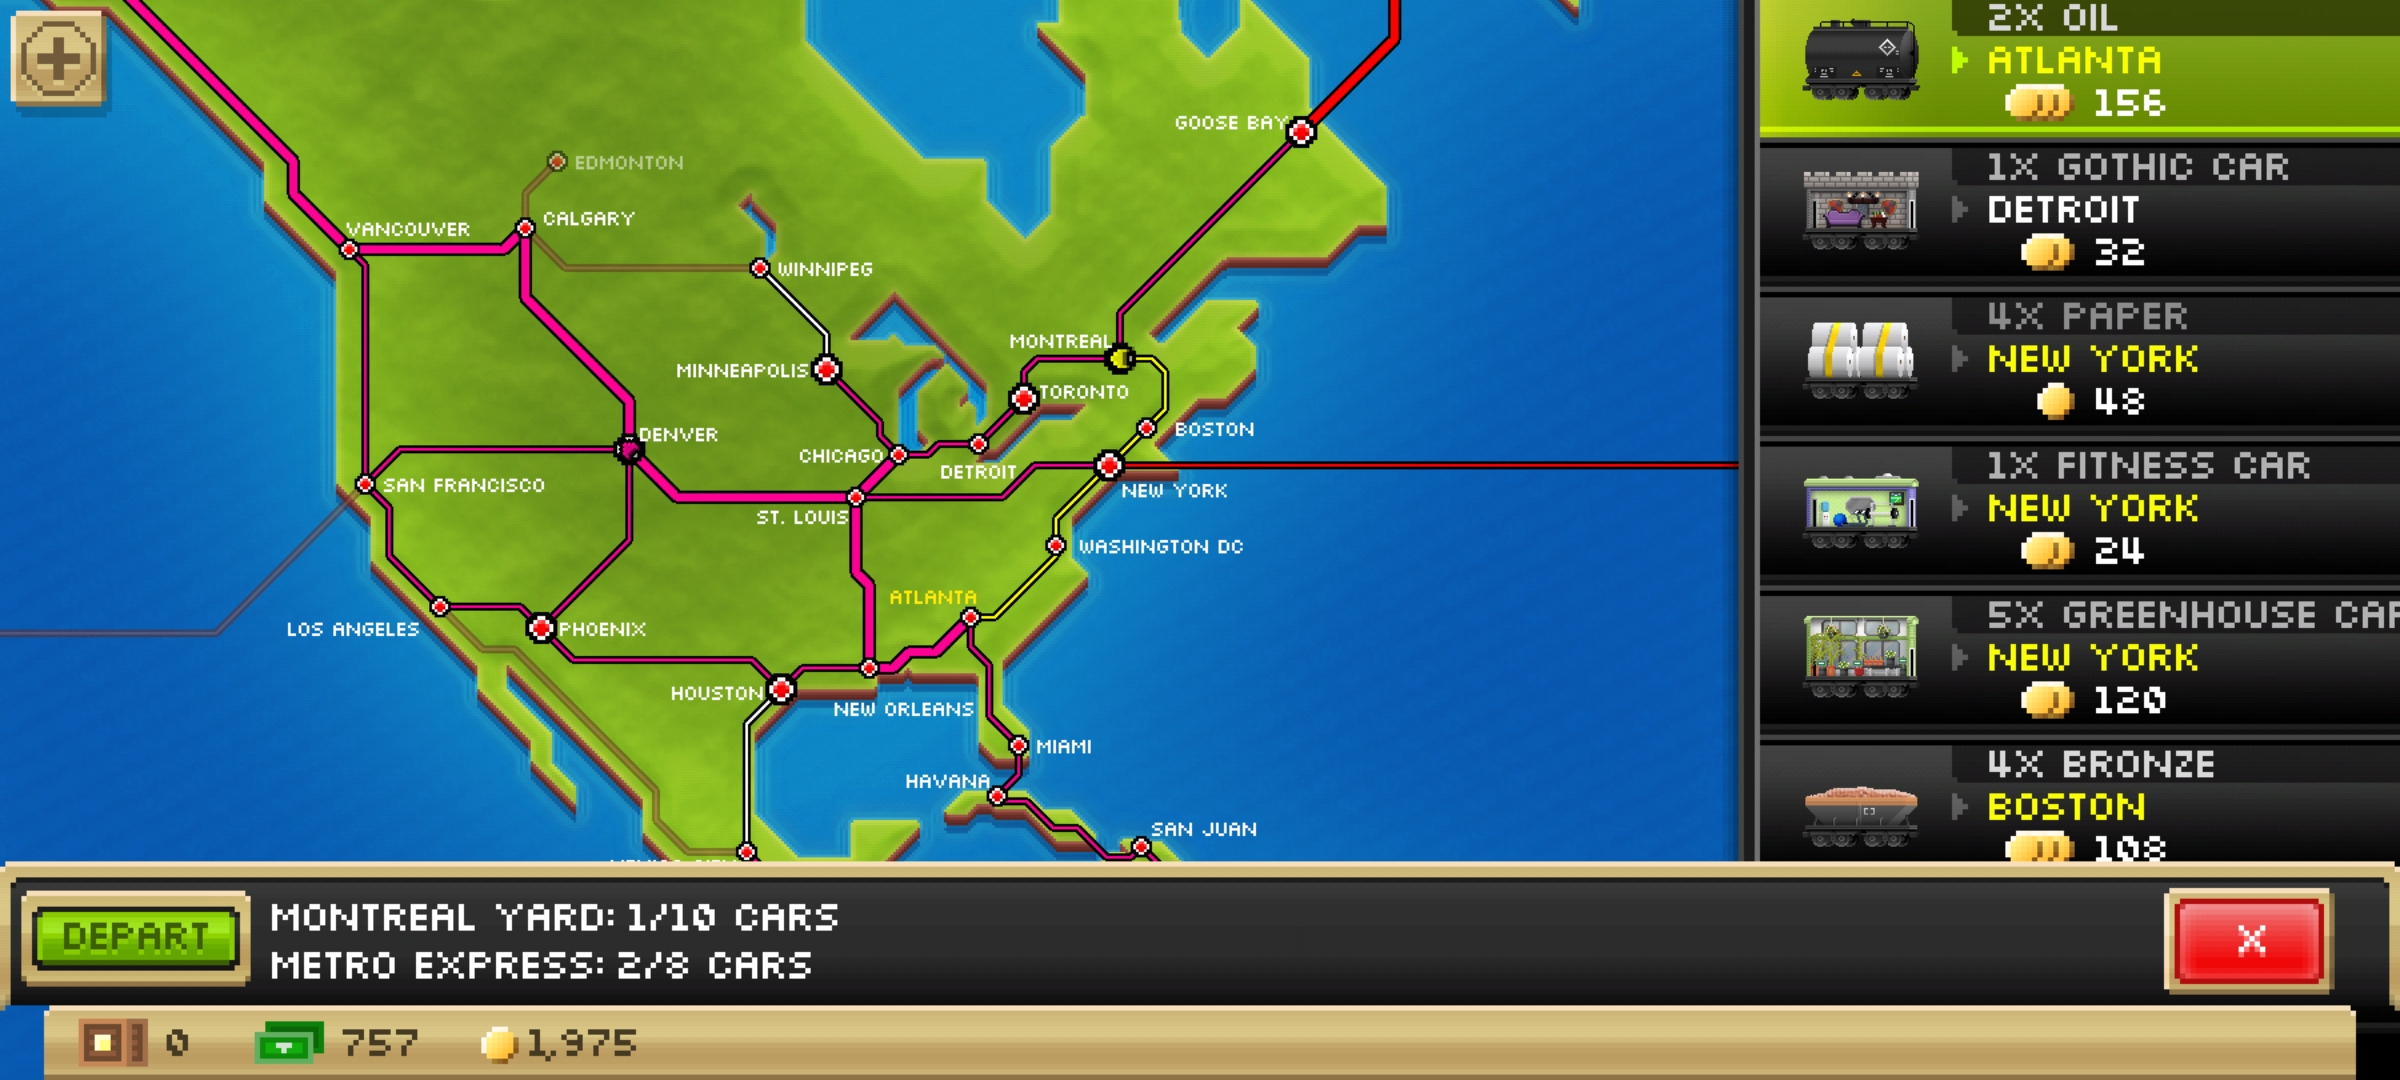 2X OIL
ATLANTA
156
1X GOTHIC CAR
DETROIT
32
4X PAPER
NEW YORK
48
1X FITNESS CAR
NEW YORK
24
5X GREENHOUSE CAR
NEW YORK
120
4X BRONZE
BOSTON
108
GOOSE BAY
EDMONTON
CALGARY
VANCOUVER
WINNIPEG
MONTREAL
MINNEAPOLIS
TORONTO
BOSTON
DENVER
CHICAGO
DETROIT
SAN FRANCISCO
NEW YORK
ST. LOUIS
WASHINGTON DC
ATLANTA
LOS ANGELES
PHOENIX
HOUSTON
NEW ORLEANS
MIAMI
HAVANA
SAN JUAN
DEPART
MONTREAL YARD: 1/10 CARS
METRO EXPRESS: 2/8 CARS
X
0
757
1,975